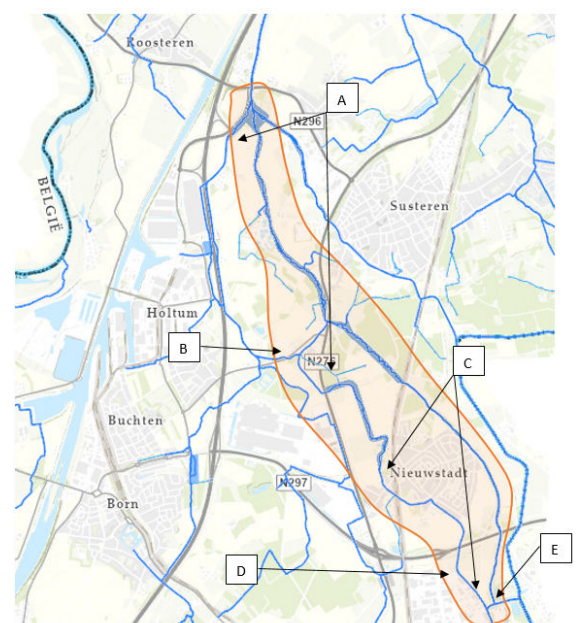 Roosteren
A
N296
BELGIË
Susteren
Holtum
B
N276
C
Buchten
Nieuwstadt
N297
Born
D
E